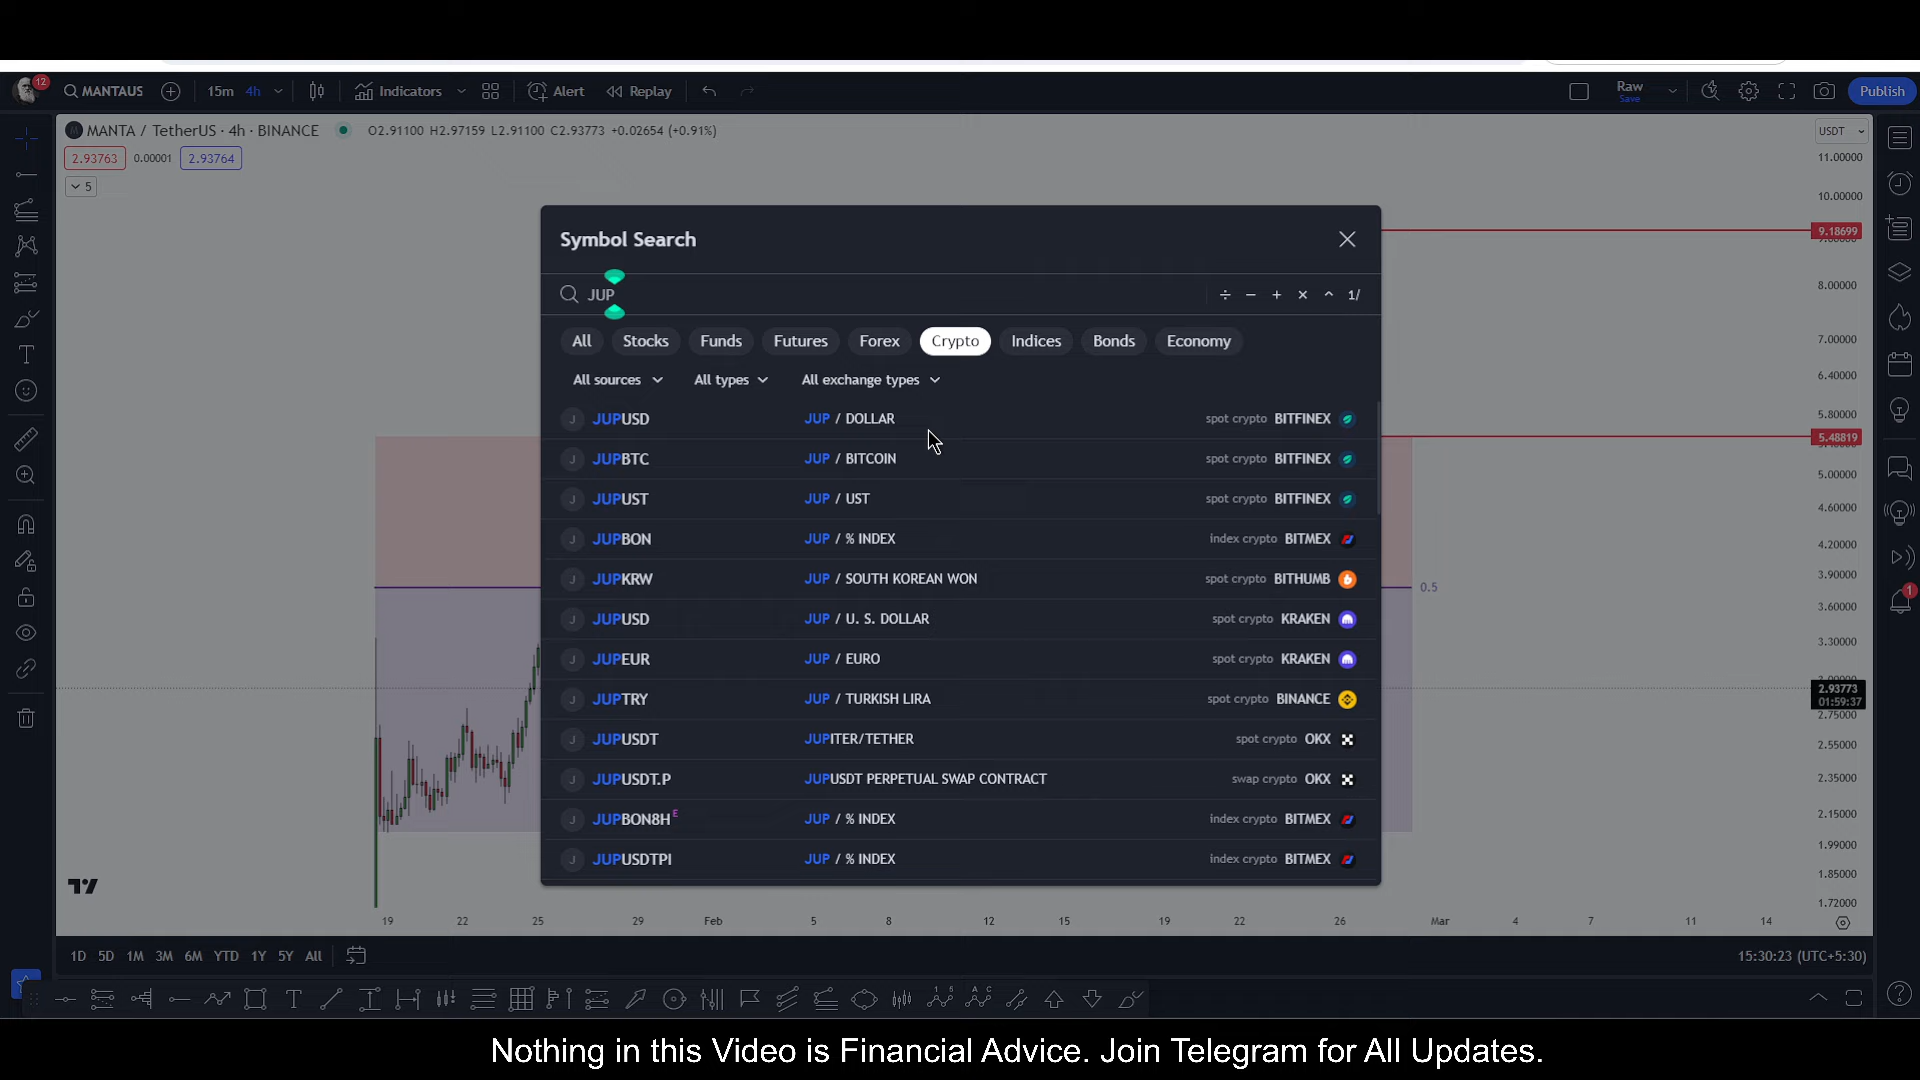 12
MANTAUS
15m 4h
Indicators
Alert
Replay
Raw
Save
Publish
MANTA / TetherUS · 4h · BINANCE
O2.91100 H2.97159 L2.91100 C2.93773 +0.02654 (+0.91%)
USDT
2.93763 0.00001 2.93764
5
11.00000
10.00000
9.18699
8.00000
7.00000
6.40000
5.80000
5.48819
5.00000
4.60000
4.20000
3.90000
0.5
3.60000
3.30000
2.93773
01:59:37
2.75000
2.55000
2.35000
2.15000
1.99000
1.85000
1.72000
1
Symbol Search
JUP
÷ − + × ^ 1/
All Stocks Funds Futures Forex Crypto Indices Bonds Economy
All sources All types All exchange types
J JUPUSD JUP / DOLLAR spot crypto BITFINEX
J JUPBTC JUP / BITCOIN spot crypto BITFINEX
J JUPUST JUP / UST spot crypto BITFINEX
J JUPBON JUP / % INDEX index crypto BITMEX
J JUPKRW JUP / SOUTH KOREAN WON spot crypto BITHUMB
J JUPUSD JUP / U. S. DOLLAR spot crypto KRAKEN
J JUPEUR JUP / EURO spot crypto KRAKEN
J JUPTRY JUP / TURKISH LIRA spot crypto BINANCE
J JUPUSDT JUPITER/TETHER spot crypto OKX
J JUPUSDT.P JUPUSDT PERPETUAL SWAP CONTRACT swap crypto OKX
J JUPBON8H E JUP / % INDEX index crypto BITMEX
J JUPUSDTPI JUP / % INDEX index crypto BITMEX
19 22 25 29 Feb 5 8 12 15 19 22 26 Mar 4 7 11 14
1D 5D 1M 3M 6M YTD 1Y 5Y All
15:30:23 (UTC+5:30)
Nothing in this Video is Financial Advice. Join Telegram for All Updates.